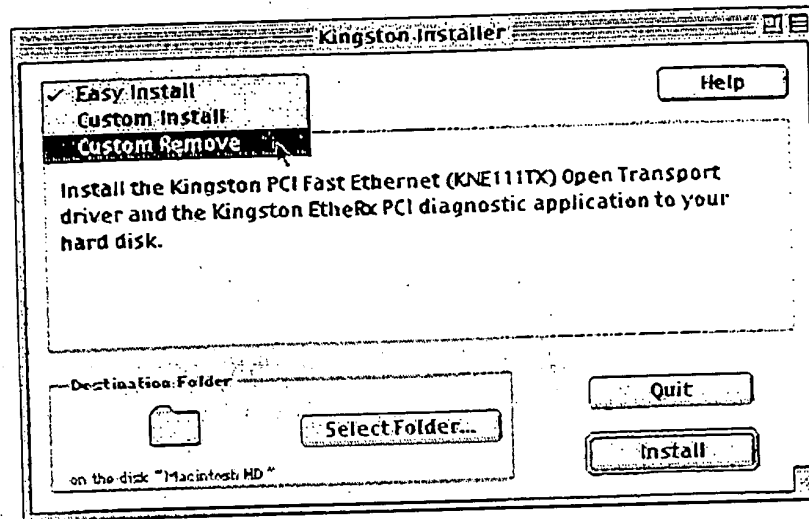 Kingston Installer
Easy Install
Custom Install
Custom Remove
Help
Install the Kingston PCI Fast Ethernet (KNE111TX) Open Transport
driver and the Kingston EtheRx PCI diagnostic application to your
hard disk.
Destination Folder
Select Folder...
on the disk "Macintosh HD"
Quit
Install